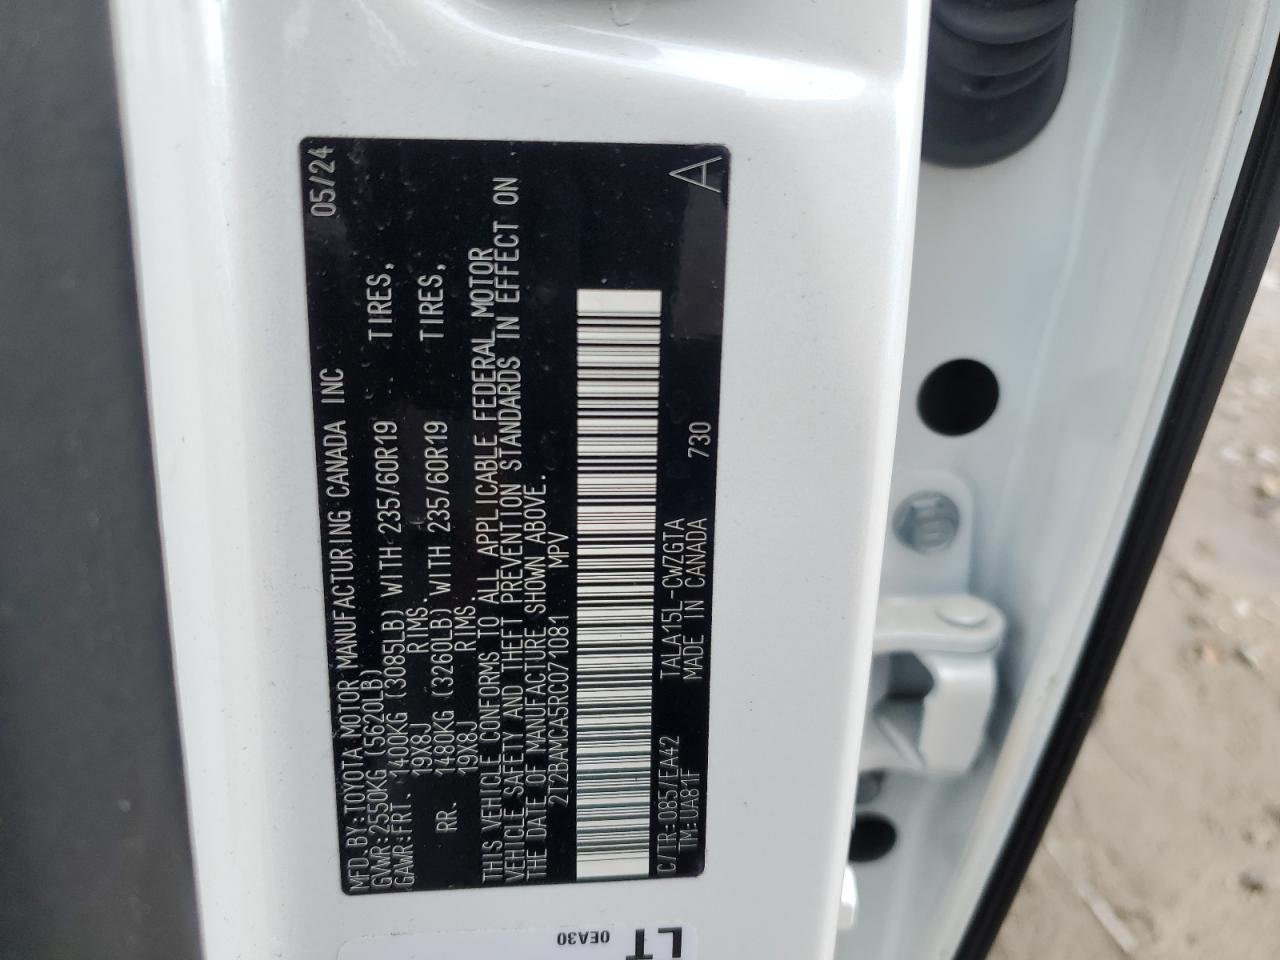 MFD.BY:TOYOTA MOTOR MANUFACTURING CANADA INC 05/24
GVWR:2550KG (5620LB)
GAWR:FRT. 1400KG (3085LB) WITH 235/60R19 TIRES,
19X8J RIMS.
RR. 1480KG (3260LB) WITH 235/60R19 TIRES,
19X8J RIMS.
THIS VEHICLE CONFORMS TO ALL APPLICABLE FEDERAL MOTOR
VEHICLE SAFETY AND THEFT PREVENTION STANDARDS IN EFFECT ON
THE DATE OF MANUFACTURE SHOWN ABOVE.
2T2BAMCA5RC071081 MPV
C/TR:085/EA42 TALA15L-CWZGTA 730 A
TM:UA81F MADE IN CANADA
0EA30
LT